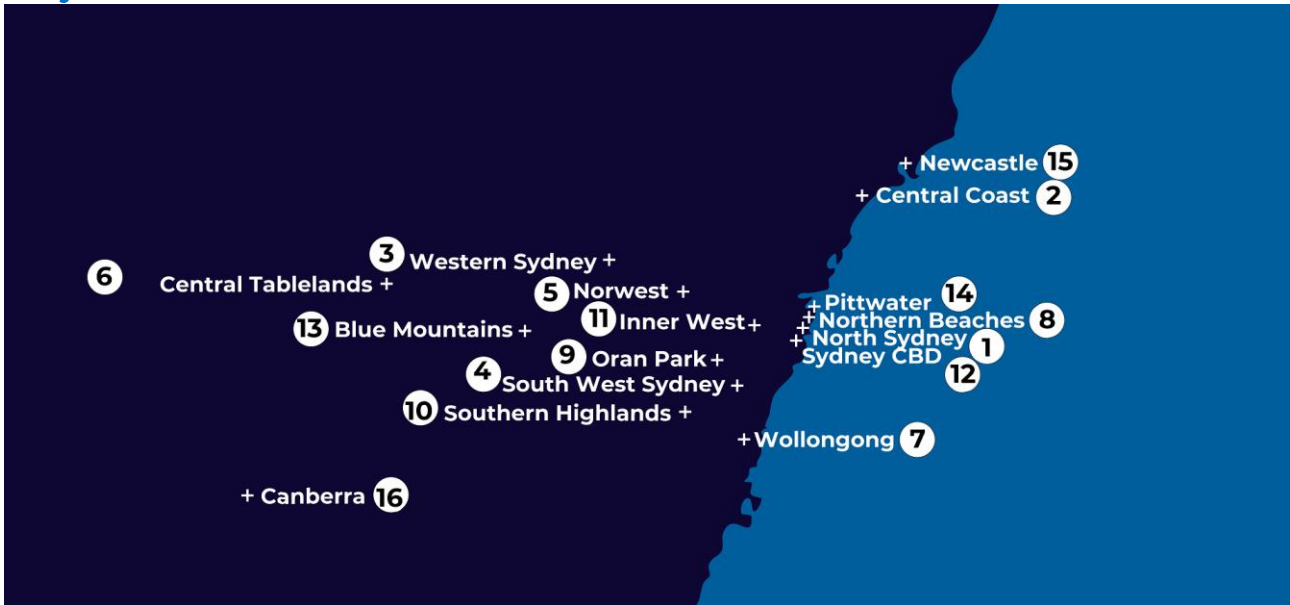 Newcastle 15
Central Coast 2
3 Western Sydney
6 Central Tablelands
5 Norwest
Pittwater 14
11 Inner West
Northern Beaches 8
13 Blue Mountains
North Sydney 1
9 Oran Park
Sydney CBD 12
4 South West Sydney
10 Southern Highlands
Wollongong 7
Canberra 16